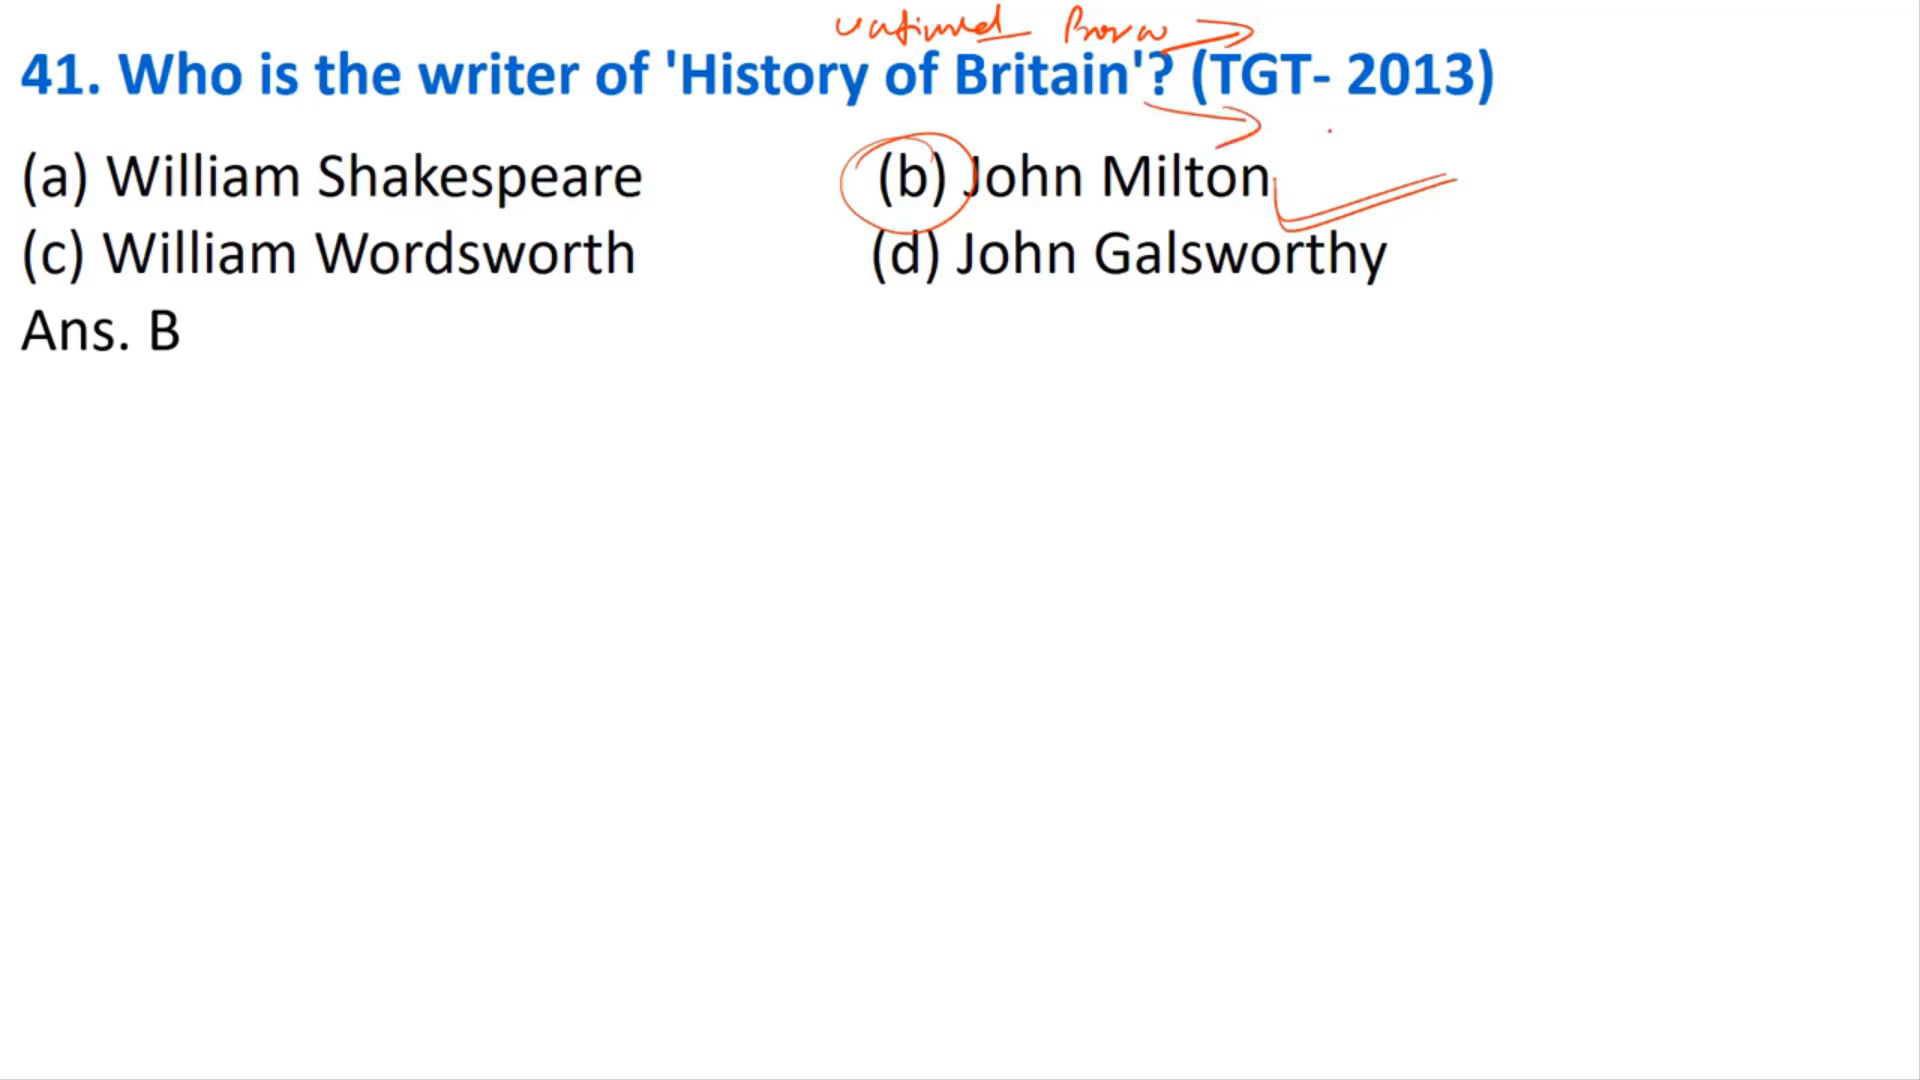 41. Who is the writer of 'History of Britain'? (TGT- 2013)
(a) William Shakespeare (b) John Milton
(c) William Wordsworth (d) John Galsworthy
Ans. B